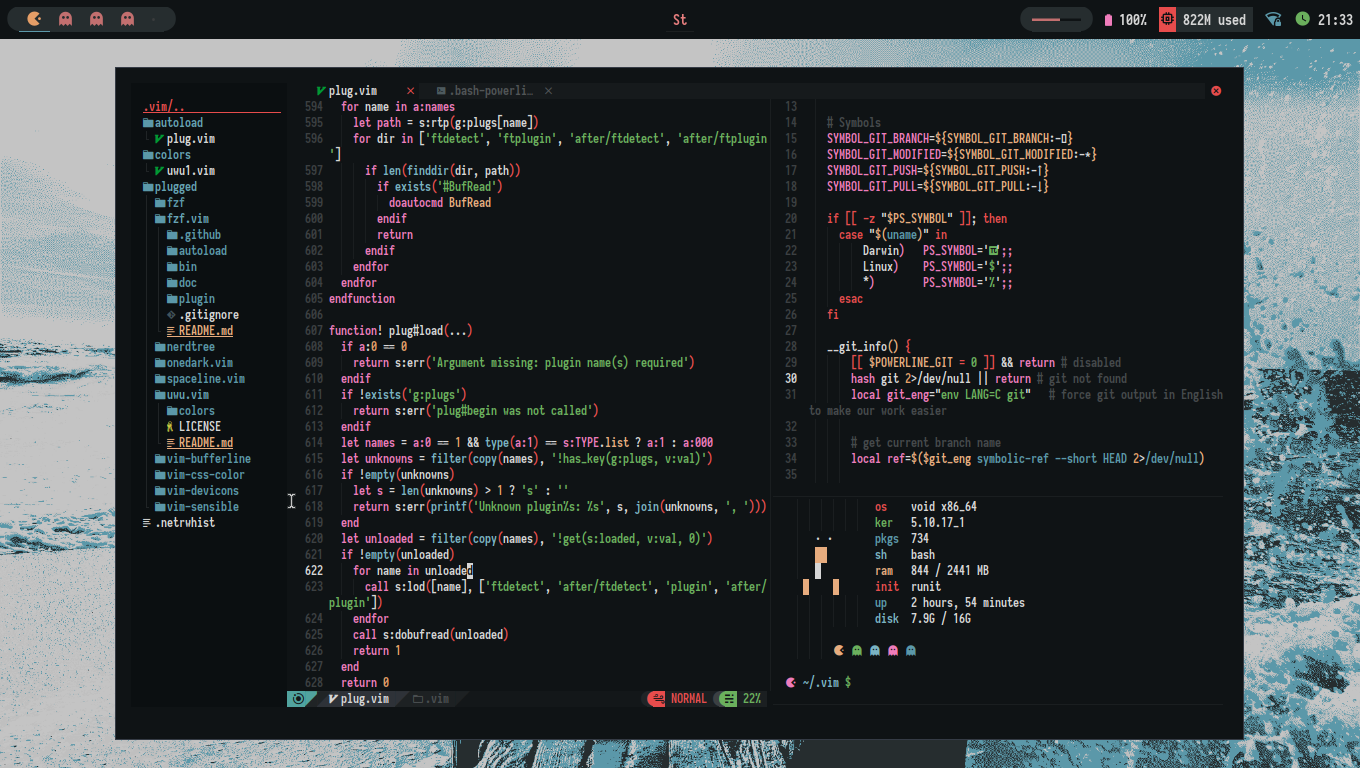 St
100%
822M used
21:33
plug.vim
.bash-powerli…
.vim/..
autoload
plug.vim
colors
uwu1.vim
plugged
fzf
fzf.vim
.github
autoload
bin
doc
plugin
.gitignore
README.md
nerdtree
onedark.vim
spaceline.vim
uwu.vim
colors
LICENSE
README.md
vim-bufferline
vim-css-color
vim-devicons
vim-sensible
.netrwhist
594 for name in a:names
595 let path = s:rtp(g:plugs[name])
596 for dir in ['ftdetect', 'ftplugin', 'after/ftdetect', 'after/ftplugin
']
597 if len(finddir(dir, path))
598 if exists('#BufRead')
599 doautocmd BufRead
600 endif
601 return
602 endif
603 endfor
604 endfor
605 endfunction
606
607 function! plug#load(...)
608 if a:0 == 0
609 return s:err('Argument missing: plugin name(s) required')
610 endif
611 if !exists('g:plugs')
612 return s:err('plug#begin was not called')
613 endif
614 let names = a:0 == 1 && type(a:1) == s:TYPE.list ? a:1 : a:000
615 let unknowns = filter(copy(names), '!has_key(g:plugs, v:val)')
616 if !empty(unknowns)
617 let s = len(unknowns) > 1 ? 's' : ''
618 return s:err(printf('Unknown plugin%s: %s', s, join(unknowns, ', ')))
619 end
620 let unloaded = filter(copy(names), '!get(s:loaded, v:val, 0)')
621 if !empty(unloaded)
622 for name in unloaded
623 call s:lod([name], ['ftdetect', 'after/ftdetect', 'plugin', 'after/
plugin'])
624 endfor
625 call s:dobufread(unloaded)
626 return 1
627 end
628 return 0
plug.vim
.vim
NORMAL
22%
13
14 # Symbols
15 SYMBOL_GIT_BRANCH=${SYMBOL_GIT_BRANCH:-}
16 SYMBOL_GIT_MODIFIED=${SYMBOL_GIT_MODIFIED:-*}
17 SYMBOL_GIT_PUSH=${SYMBOL_GIT_PUSH:-↑}
18 SYMBOL_GIT_PULL=${SYMBOL_GIT_PULL:-↓}
19
20 if [[ -z "$PS_SYMBOL" ]]; then
21 case "$(uname)" in
22 Darwin) PS_SYMBOL='';;
23 Linux) PS_SYMBOL='$';;
24 *) PS_SYMBOL='%';;
25 esac
26 fi
27
28 __git_info() {
29 [[ $POWERLINE_GIT = 0 ]] && return # disabled
30 hash git 2>/dev/null || return # git not found
31 local git_eng="env LANG=C git" # force git output in English
to make our work easier
32
33 # get current branch name
34 local ref=$($git_eng symbolic-ref --short HEAD 2>/dev/null)
35
os void x86_64
ker 5.10.17_1
pkgs 734
sh bash
ram 844 / 2441 MB
init runit
up 2 hours, 54 minutes
disk 7.9G / 16G
~/.vim $